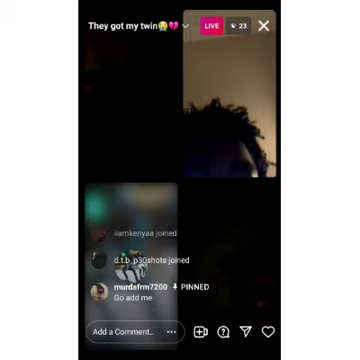 They got my twin😭💔
LIVE
23
iiamkenyaa joined
d.t.b_p30shots joined
murdafrm7200 PINNED
Go add me
Add a Comment...